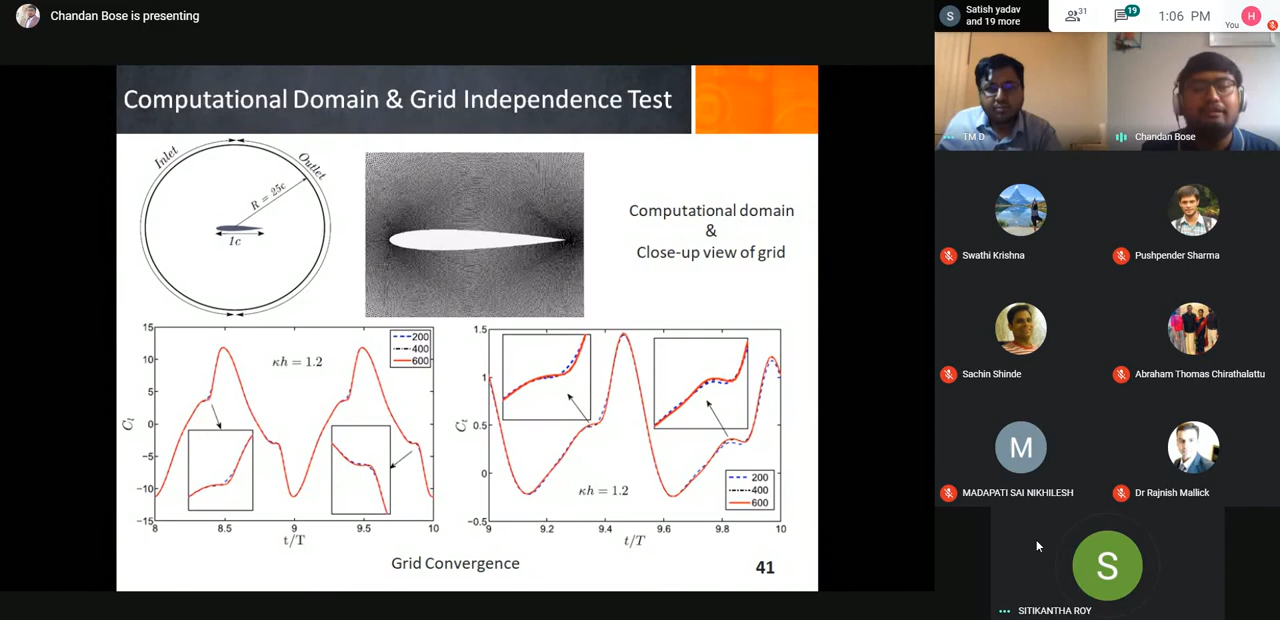 Chandan Bose is presenting
Satish yadav
and 19 more
S
31
19
1:06 PM
H
You
Computational Domain & Grid Independence Test
Inlet
Outlet
R = 25c
1c
Computational domain
&
Close-up view of grid
15
10
5
0
−5
−10
−15
8
8.5
9
9.5
10
C_l
t/T
κh = 1.2
200
400
600
1.5
1
0.5
0
−0.5
9
9.2
9.4
9.6
9.8
10
C_t
t/T
κh = 1.2
200
400
600
Grid Convergence
41
TM D
Chandan Bose
Swathi Krishna
Pushpender Sharma
Sachin Shinde
Abraham Thomas Chirathalattu
M
MADAPATI SAI NIKHILESH
Dr Rajnish Mallick
S
SITIKANTHA ROY